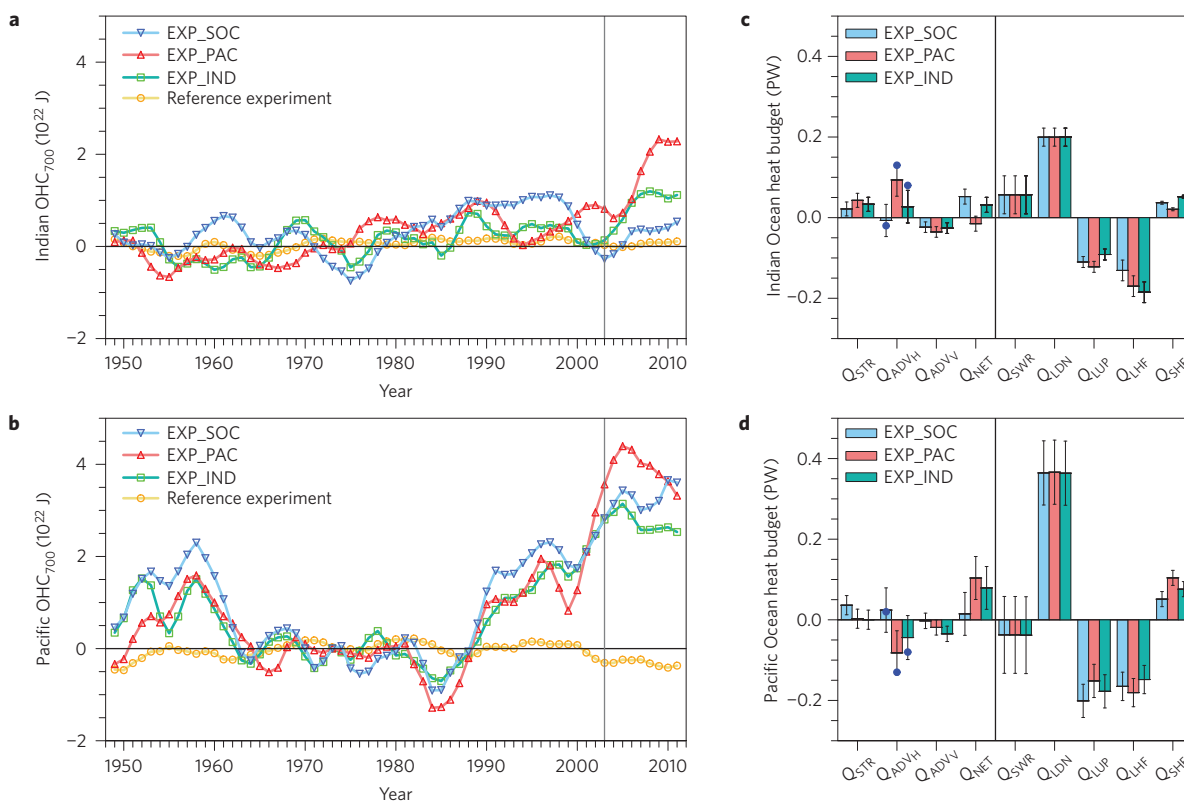 a
EXP_SOC
EXP_PAC
EXP_IND
Reference experiment
Indian OHC700 (10^22 J)
4
2
0
−2
1950 1960 1970 1980 1990 2000 2010
Year
b
EXP_SOC
EXP_PAC
EXP_IND
Reference experiment
Pacific OHC700 (10^22 J)
4
2
0
−2
1950 1960 1970 1980 1990 2000 2010
Year
c
EXP_SOC
EXP_PAC
EXP_IND
Indian Ocean heat budget (PW)
0.4
0.2
0.0
−0.2
QSTR QADVH QADVV QNET QSWR QLDN QLUP QLHF
d
EXP_SOC
EXP_PAC
EXP_IND
Pacific Ocean heat budget (PW)
0.4
0.2
0.0
−0.2
QSTR QADVH QADVV QNET QSWR QLDN QLUP QLHF